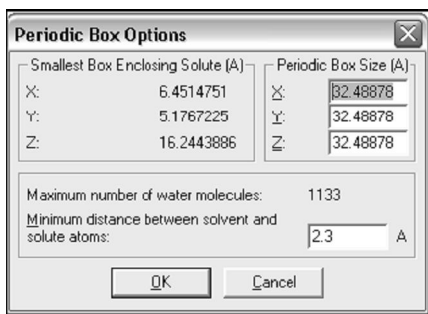 Periodic Box Options
Smallest Box Enclosing Solute (A)
X: 6.4514751
Y: 5.1767225
Z: 16.2443886
Periodic Box Size (A)
X: 32.48878
Y: 32.48878
Z: 32.48878
Maximum number of water molecules: 1133
Minimum distance between solvent and
solute atoms: 2.3 A
OK Cancel